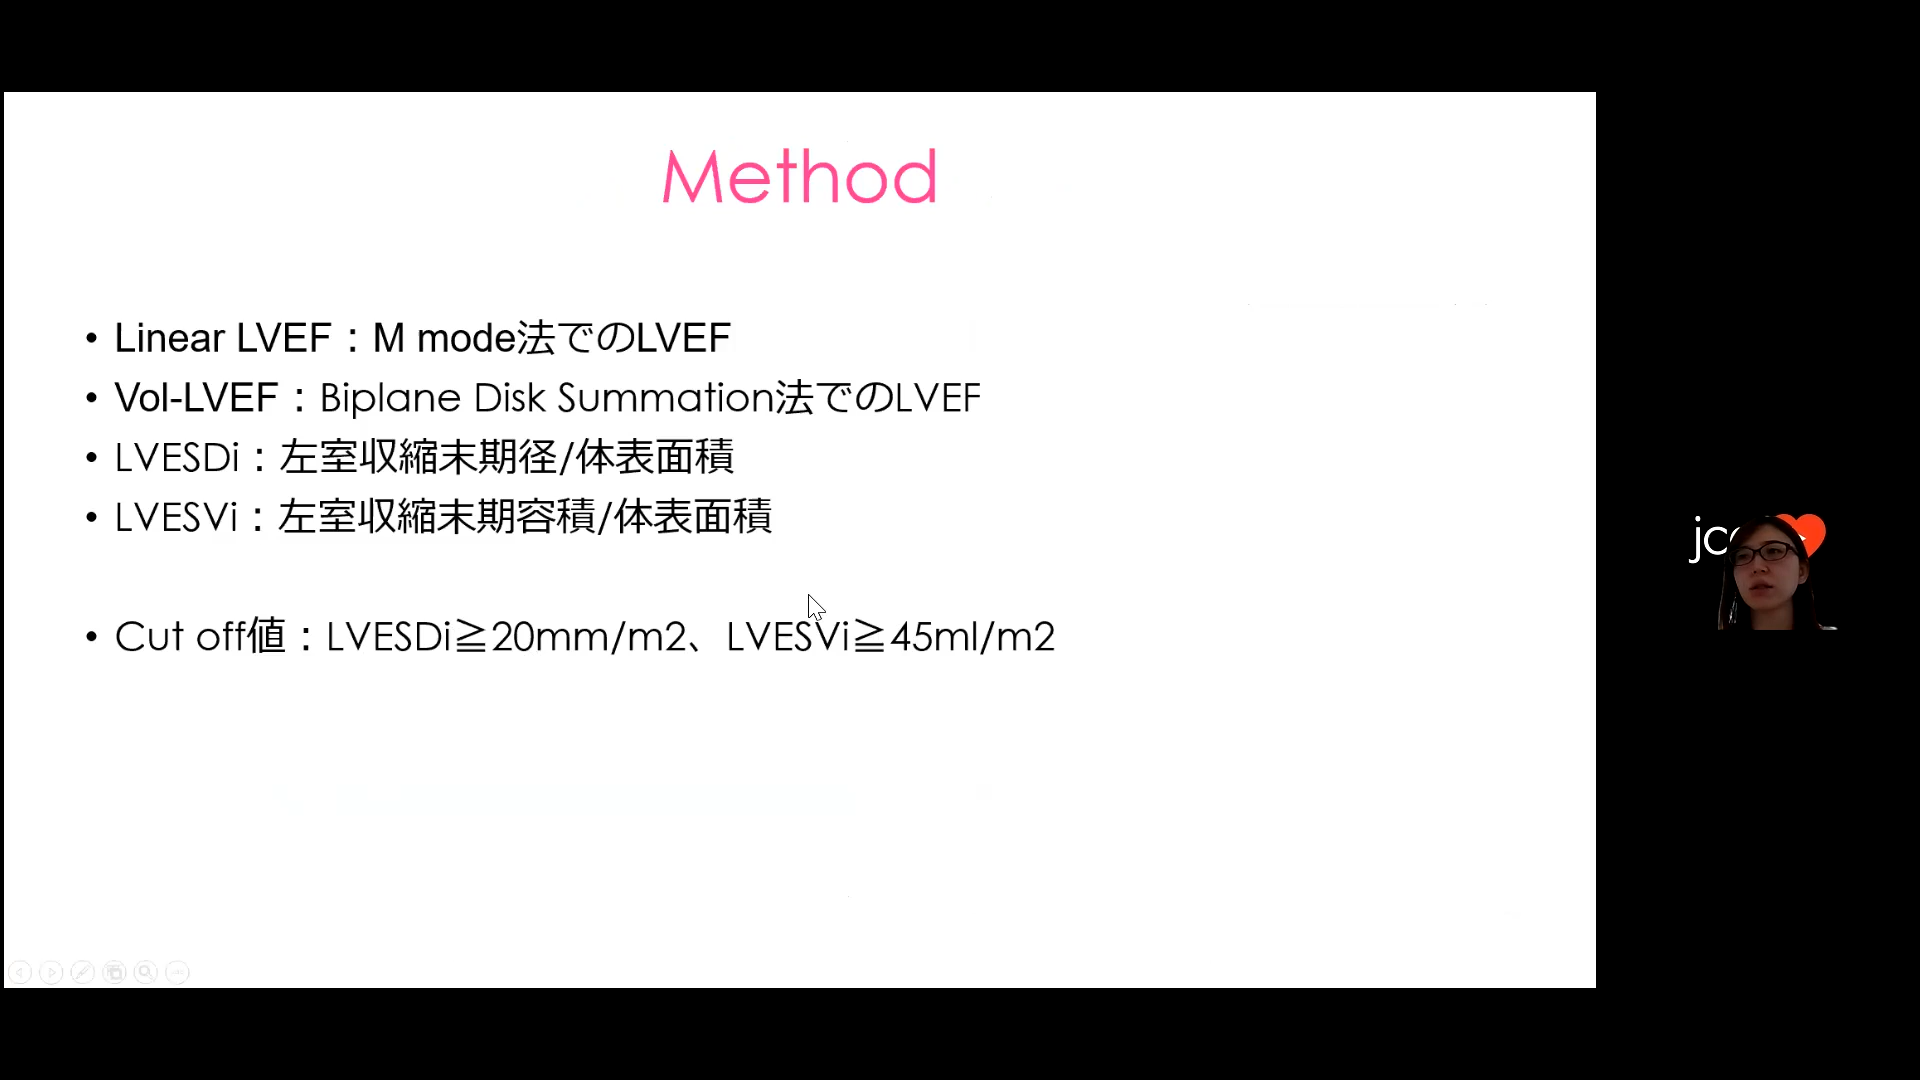 Method
• Linear LVEF：M mode法でのLVEF
• Vol-LVEF：Biplane Disk Summation法でのLVEF
• LVESDi：左室収縮末期径/体表面積
• LVESVi：左室収縮末期容積/体表面積
• Cut off値：LVESDi≧20mm/m2、LVESVi≧45ml/m2